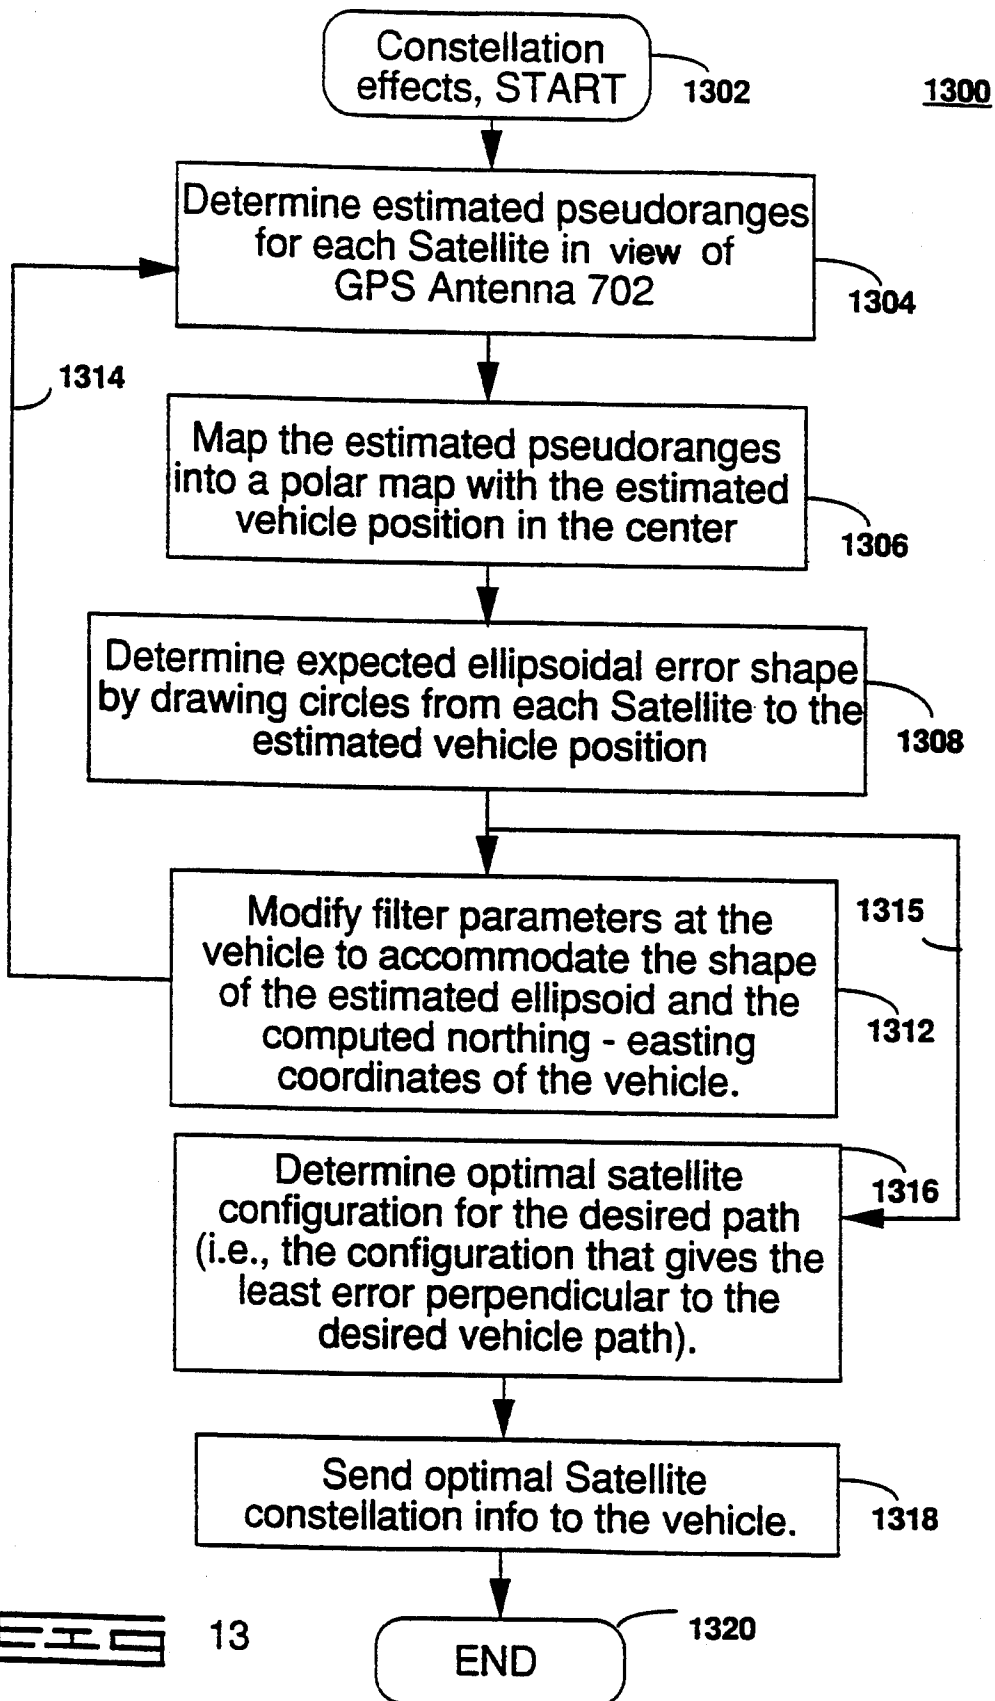 Constellation
effects, START
1302
1300
Determine estimated pseudoranges
for each Satellite in view of
GPS Antenna 702
1304
1314
Map the estimated pseudoranges
into a polar map with the estimated
vehicle position in the center
1306
Determine expected ellipsoidal error shape
by drawing circles from each Satellite to the
estimated vehicle position
1308
Modify filter parameters at the
vehicle to accommodate the shape
of the estimated ellipsoid and the
computed northing - easting
coordinates of the vehicle.
1315
1312
Determine optimal satellite
configuration for the desired path
(i.e., the configuration that gives the
least error perpendicular to the
desired vehicle path).
1316
Send optimal Satellite
constellation info to the vehicle.
1318
END
1320
FIG 13